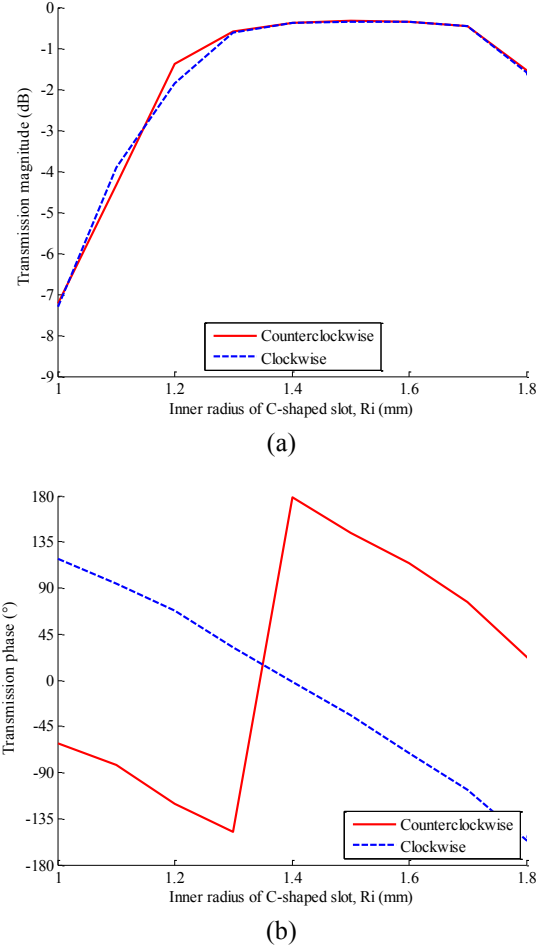 0
-1
-2
-3
-4
-5
-6
-7
-8
-9
Transmission magnitude (dB)
Counterclockwise
Clockwise
1 1.2 1.4 1.6 1.8
Inner radius of C-shaped slot, Ri (mm)
(a)
180
135
90
45
0
-45
-90
-135
-180
Transmission phase (°)
Counterclockwise
Clockwise
1 1.2 1.4 1.6 1.8
Inner radius of C-shaped slot, Ri (mm)
(b)